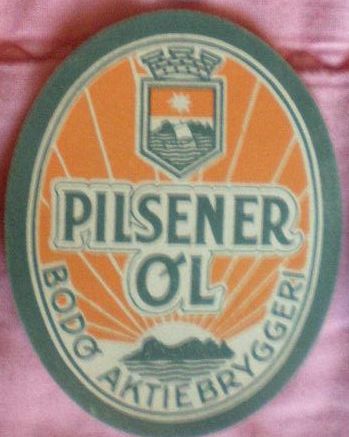 PILSENER
ØL
BODØ AKTIEBRYGGERI